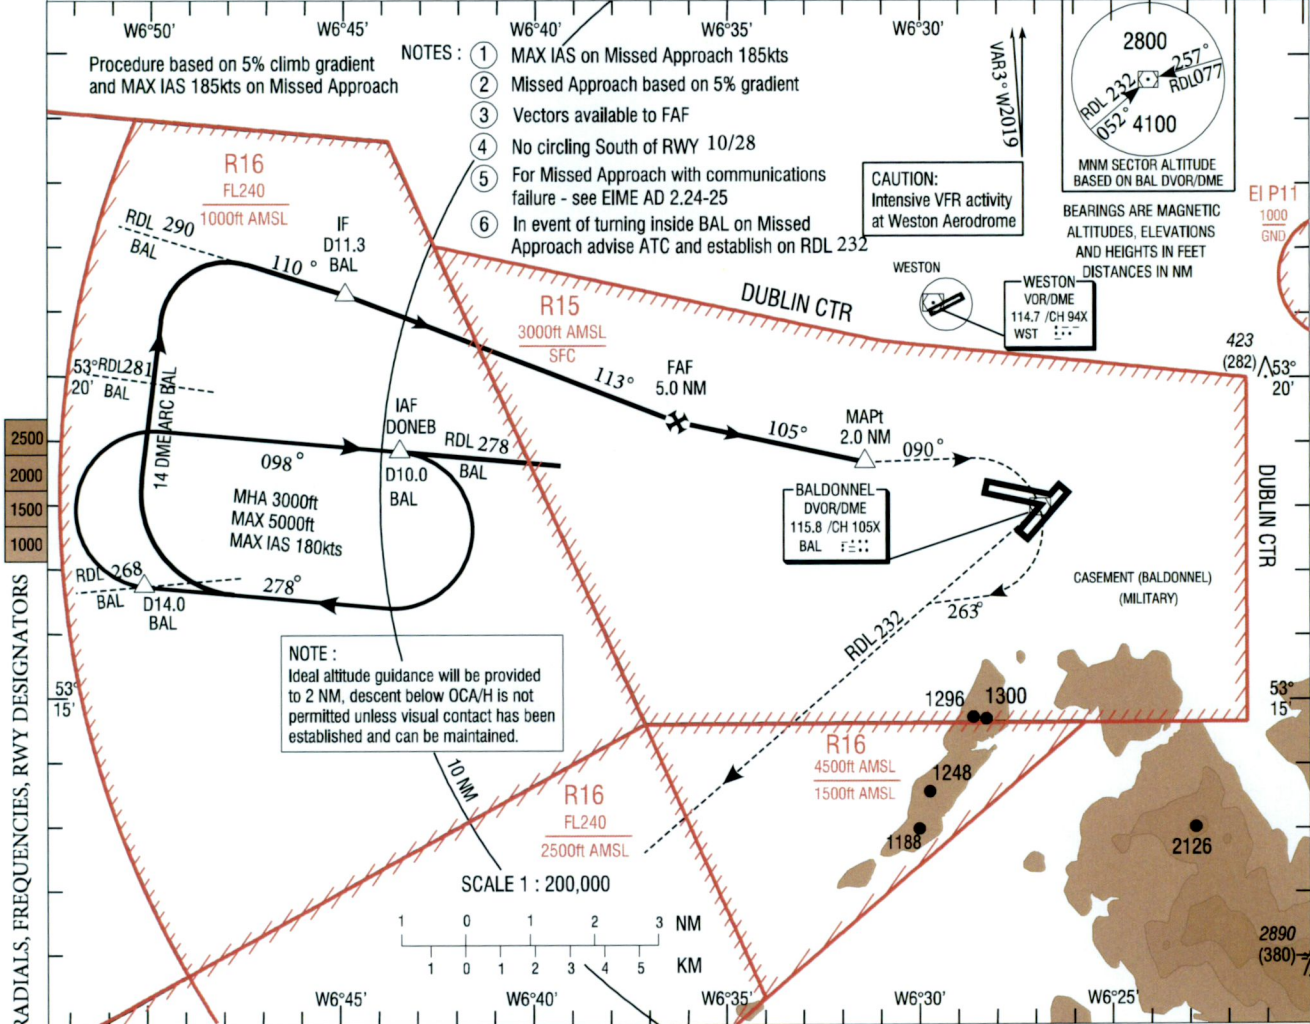 W6°50'
W6°45'
W6°40'
W6°35'
W6°30'
Procedure based on 5% climb gradient
and MAX IAS 185kts on Missed Approach
NOTES :
1 MAX IAS on Missed Approach 185kts
2 Missed Approach based on 5% gradient
3 Vectors available to FAF
4 No circling South of RWY 10/28
5 For Missed Approach with communications
failure - see EIME AD 2.24-25
6 In event of turning inside BAL on Missed
Approach advise ATC and establish on RDL 232
VAR3° W2019
2800
257°
RDL077
RDL 232
052°
4100
MNM SECTOR ALTITUDE
BASED ON BAL DVOR/DME
CAUTION:
Intensive VFR activity
at Weston Aerodrome
BEARINGS ARE MAGNETIC
ALTITUDES, ELEVATIONS
AND HEIGHTS IN FEET
DISTANCES IN NM
EI P11
1000
GND
R16
FL240
1000ft AMSL
RDL 290
BAL
110°
IF
D11.3
BAL
R15
3000ft AMSL
SFC
DUBLIN CTR
WESTON
WESTON
VOR/DME
114.7 /CH 94X
WST
423
(282)
53°
20'
53°
20'
RDL281
BAL
14 DME ARC BAL
113°
FAF
5.0 NM
105°
MAPt
2.0 NM
090°
IAF
DONEB
RDL 278
BAL
D10.0
BAL
098°
MHA 3000ft
MAX 5000ft
MAX IAS 180kts
2500
2000
1500
1000
BALDONNEL
DVOR/DME
115.8 /CH 105X
BAL
DUBLIN CTR
RDL 268
BAL
D14.0
BAL
278°
CASEMENT (BALDONNEL)
(MILITARY)
263°
RDL 232
NOTE :
Ideal altitude guidance will be provided
to 2 NM, descent below OCA/H is not
permitted unless visual contact has been
established and can be maintained.
53°
15'
53°
15'
1296
1300
R16
4500ft AMSL
1500ft AMSL
1248
1188
2126
10 NM
R16
FL240
2500ft AMSL
SCALE 1 : 200,000
1 0 1 2 3 NM
1 0 1 2 3 4 5 KM
2890
(380)
W6°45'
W6°40'
W6°35'
W6°30'
W6°25'
RADIALS, FREQUENCIES, RWY DESIGNATORS